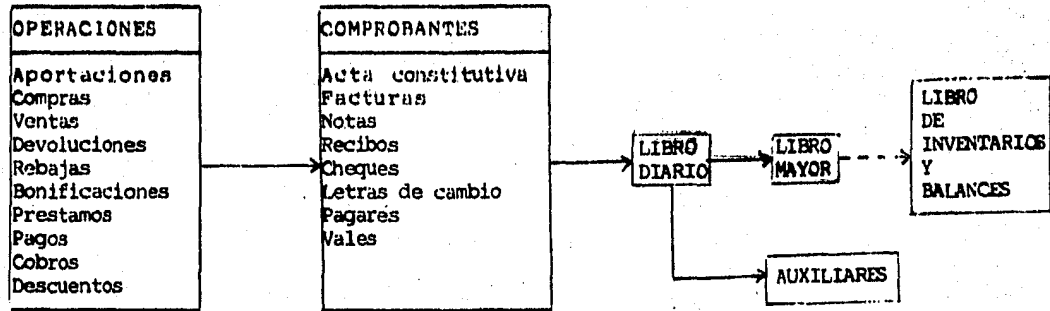 OPERACIONES
Aportaciones
Compras
Ventas
Devoluciones
Rebajas
Bonificaciones
Prestamos
Pagos
Cobros
Descuentos
COMPROBANTES
Acta constitutiva
Facturas
Notas
Recibos
Cheques
Letras de cambio
Pagarés
Vales
LIBRO
DIARIO
LIBRO
MAYOR
LIBRO
DE
INVENTARIOS
Y
BALANCES
AUXILIARES